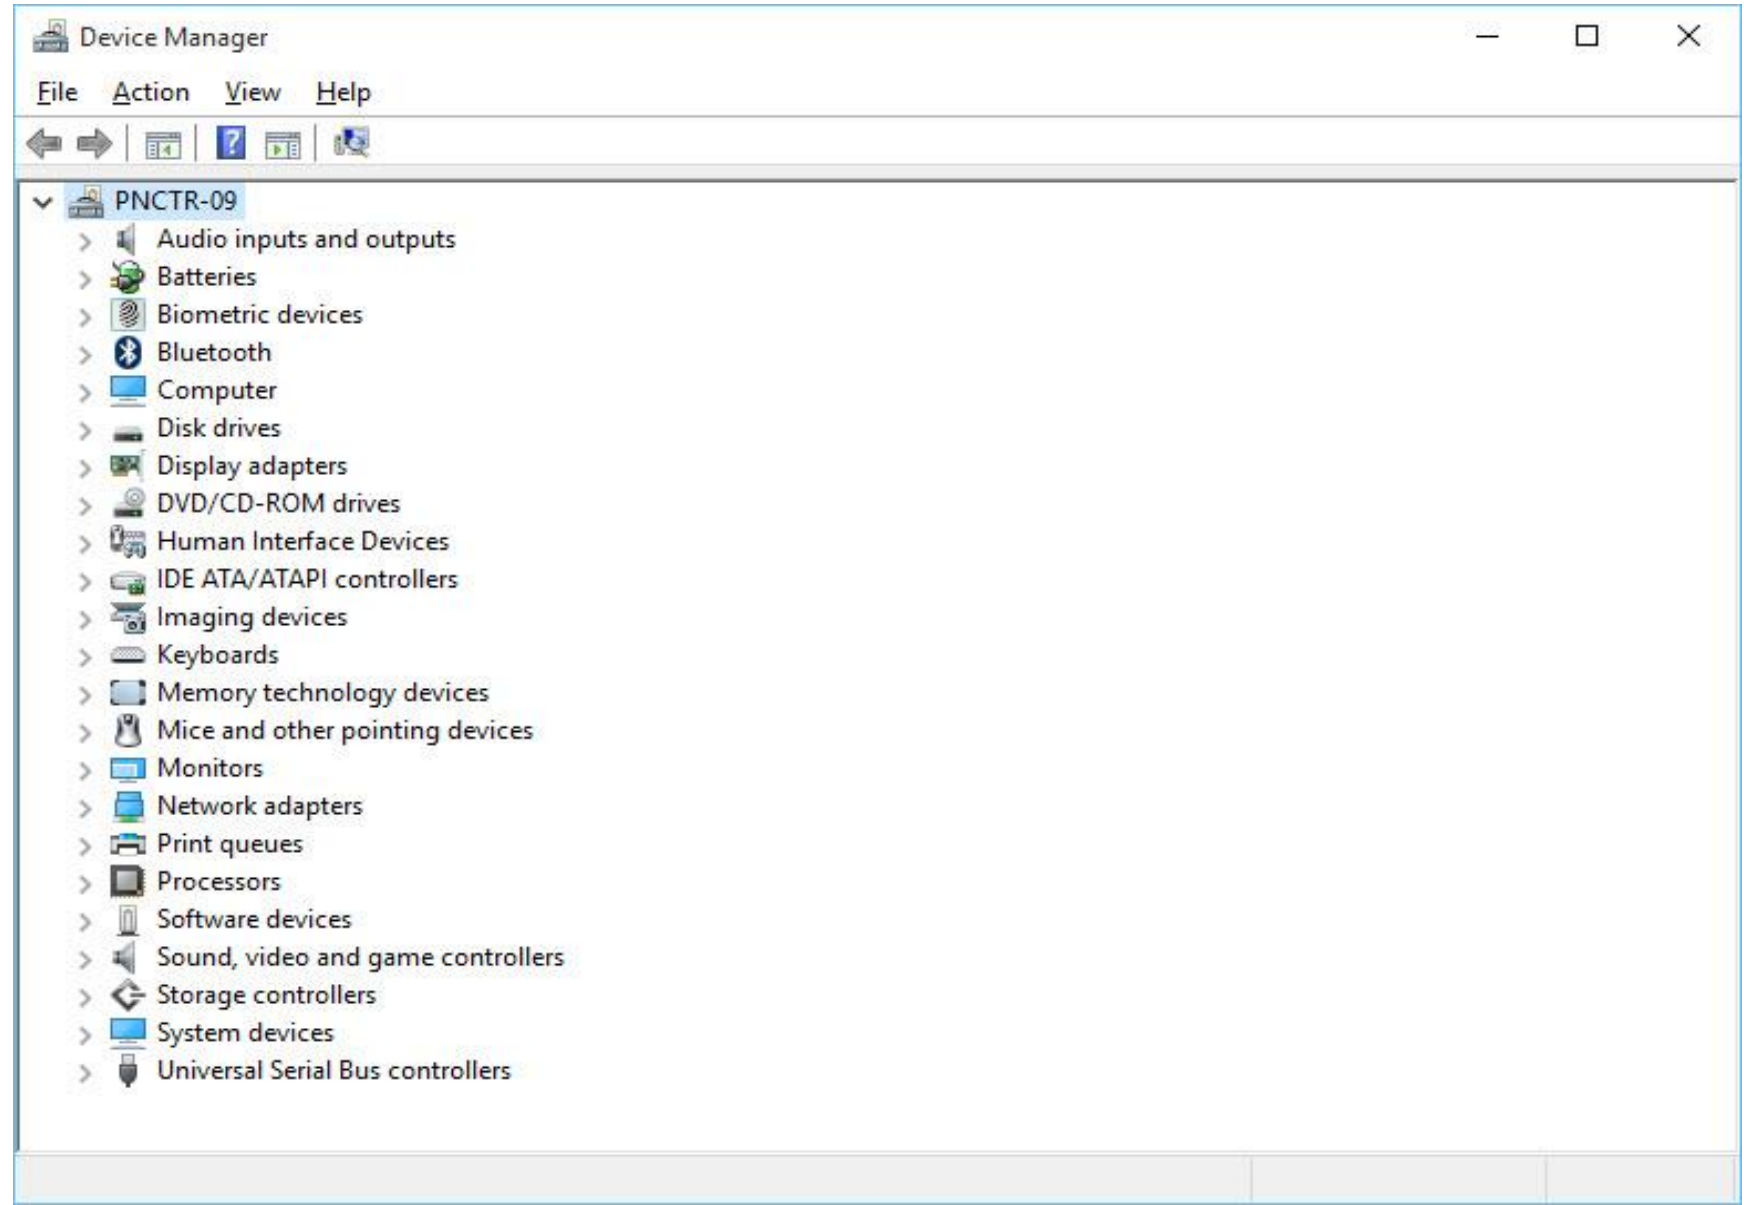 Device Manager
File Action View Help
PNCTR-09
Audio inputs and outputs
Batteries
Biometric devices
Bluetooth
Computer
Disk drives
Display adapters
DVD/CD-ROM drives
Human Interface Devices
IDE ATA/ATAPI controllers
Imaging devices
Keyboards
Memory technology devices
Mice and other pointing devices
Monitors
Network adapters
Print queues
Processors
Software devices
Sound, video and game controllers
Storage controllers
System devices
Universal Serial Bus controllers